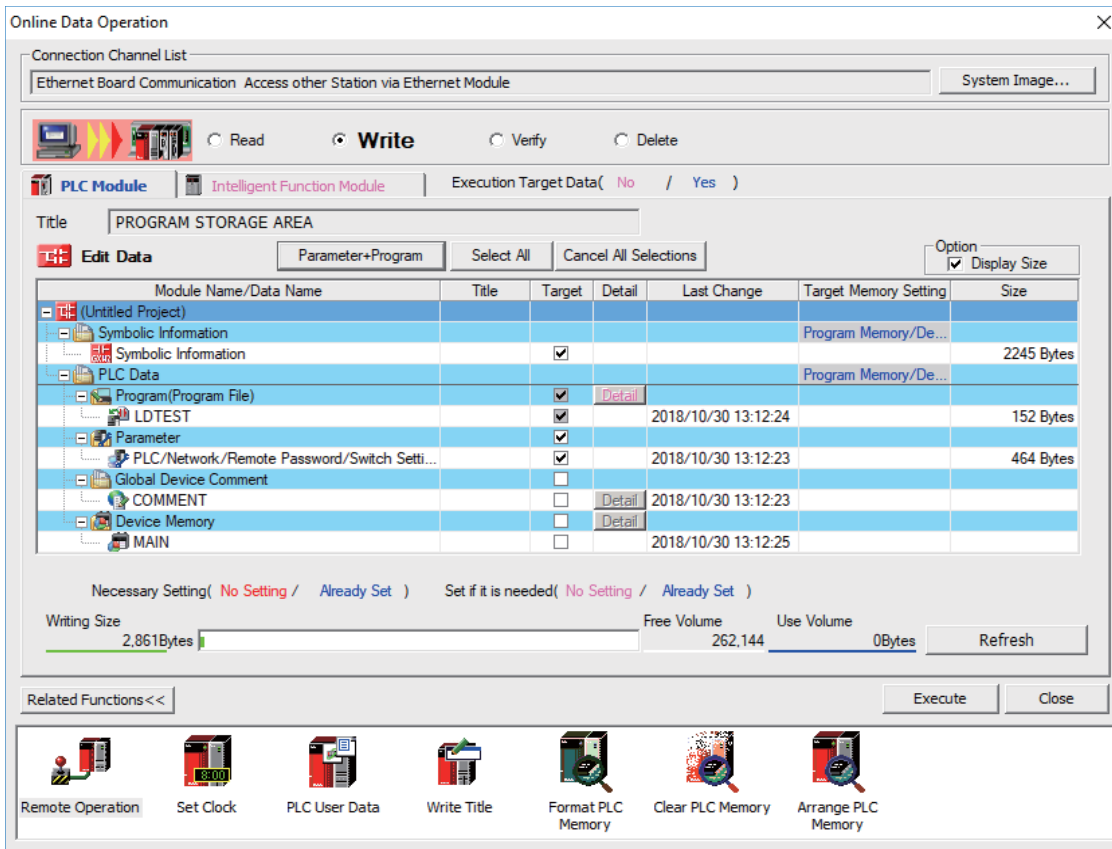 Online Data Operation
Connection Channel List
Ethernet Board Communication Access other Station via Ethernet Module
System Image...
Read Write Verify Delete
PLC Module Intelligent Function Module Execution Target Data( No / Yes )
Title PROGRAM STORAGE AREA
Edit Data Parameter+Program Select All Cancel All Selections Option Display Size
Module Name/Data Name Title Target Detail Last Change Target Memory Setting Size
(Untitled Project)
Symbolic Information Program Memory/De...
Symbolic Information 2245 Bytes
PLC Data Program Memory/De...
Program(Program File) Detail
LDTEST 2018/10/30 13:12:24 152 Bytes
Parameter
PLC/Network/Remote Password/Switch Setti... 2018/10/30 13:12:23 464 Bytes
Global Device Comment
COMMENT Detail 2018/10/30 13:12:23
Device Memory Detail
MAIN 2018/10/30 13:12:25
Necessary Setting( No Setting / Already Set ) Set if it is needed( No Setting / Already Set )
Writing Size Free Volume Use Volume
2,861Bytes 262,144 0Bytes Refresh
Related Functions<< Execute Close
8:00
Remote Operation Set Clock PLC User Data Write Title Format PLC Memory Clear PLC Memory Arrange PLC Memory